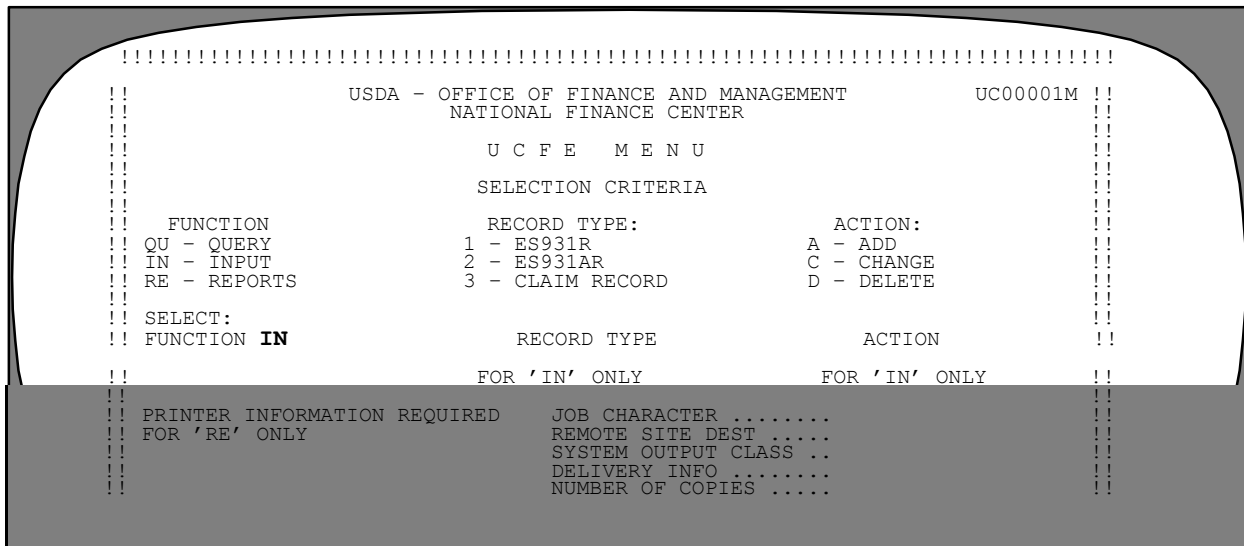 !!!!!!!!!!!!!!!!!!!!!!!!!!!!!!!!!!!!!!!!!!!!!!!!!!!!!!!!!!!!!!!!!!!!!!!!!!!!!!
!! USDA – OFFICE OF FINANCE AND MANAGEMENT UC00001M !!
!! NATIONAL FINANCE CENTER !!
!! !!
!! U C F E M E N U !!
!! !!
!! SELECTION CRITERIA !!
!! !!
!! FUNCTION RECORD TYPE: ACTION: !!
!! QU – QUERY 1 – ES931R A – ADD !!
!! IN – INPUT 2 – ES931AR C – CHANGE !!
!! RE – REPORTS 3 – CLAIM RECORD D – DELETE !!
!! !!
!! SELECT: !!
!! FUNCTION IN RECORD TYPE ACTION !!
!! FOR ’IN’ ONLY FOR ’IN’ ONLY !!
!! !!
!! PRINTER INFORMATION REQUIRED JOB CHARACTER ........ !!
!! FOR ’RE’ ONLY REMOTE SITE DEST ..... !!
!! SYSTEM OUTPUT CLASS .. !!
!! DELIVERY INFO ........ !!
!! NUMBER OF COPIES ..... !!